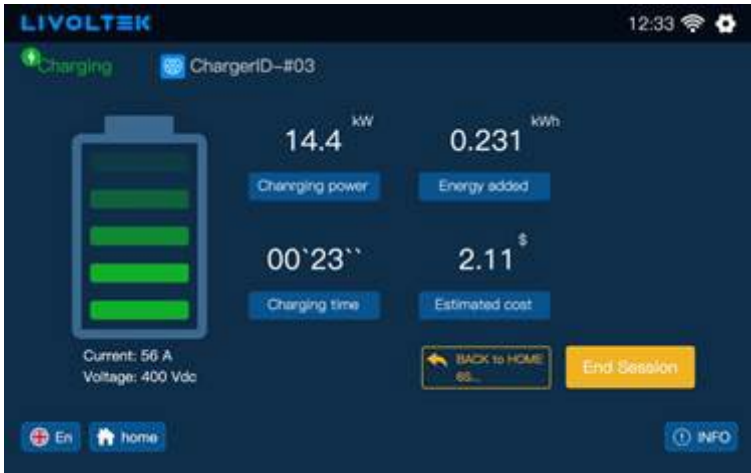 LIVOLTEK
12:33
Charging
ChargerID-#03
kW
14.4
Chanrging power
kWh
0.231
Energy added
00`23``
Charging time
$
2.11
Estimated cost
Current: 56 A
Voltage: 400 Vdc
BACK to HOME
6S...
End Session
En
home
INFO